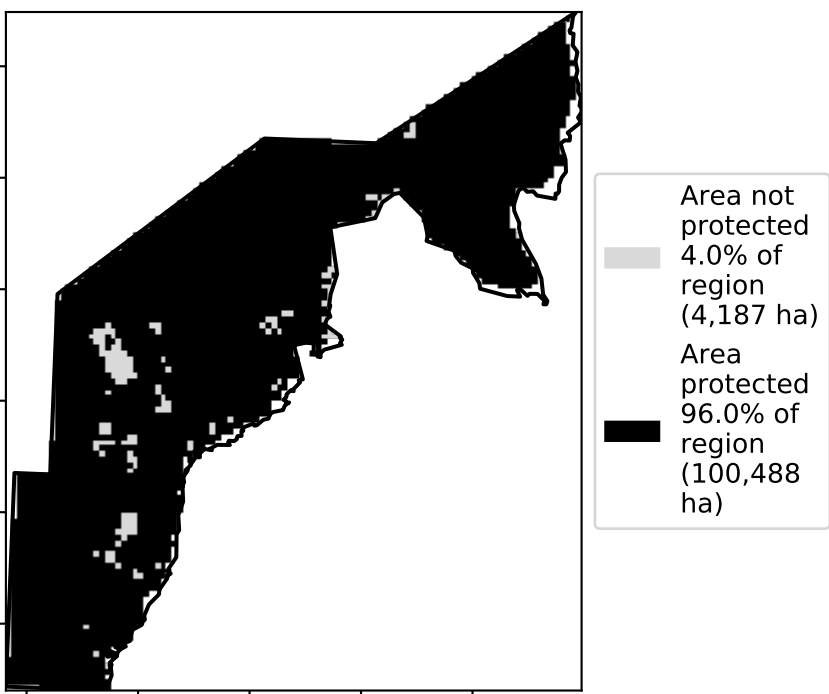 Area not
protected
4.0% of
region
(4,187 ha)
Area
protected
96.0% of
region
(100,488
ha)